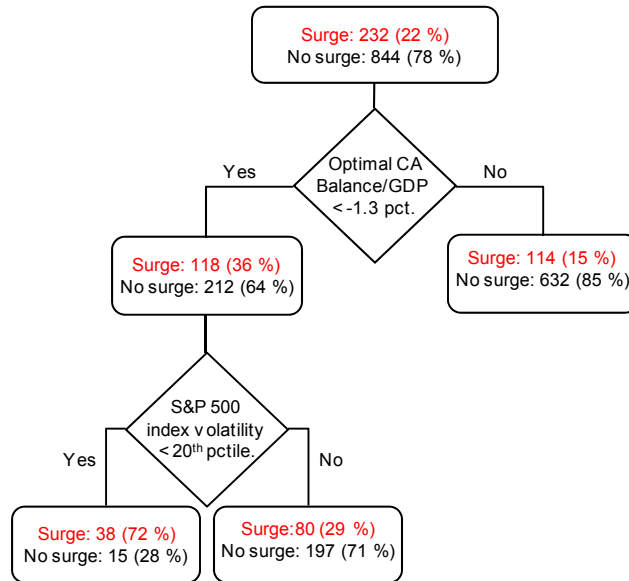 Surge: 232 (22 %)
No surge: 844 (78 %)
Yes
Optimal CA
Balance/GDP
< -1.3 pct.
No
Surge: 118 (36 %)
No surge: 212 (64 %)
Surge: 114 (15 %)
No surge: 632 (85 %)
S&P 500
index volatility
< 20th pctile.
Yes
No
Surge: 38 (72 %)
No surge: 15 (28 %)
Surge:80 (29 %)
No surge: 197 (71 %)